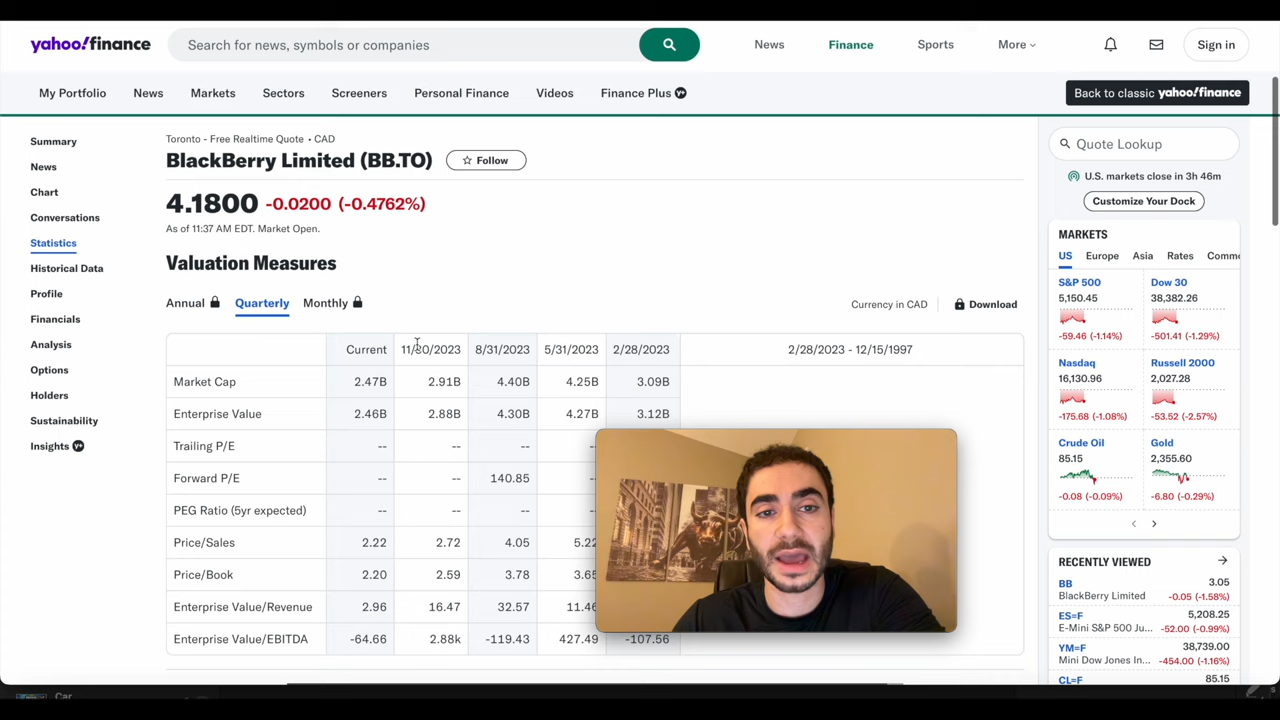 yahoo!finance
Search for news, symbols or companies
News
Finance
Sports
More
Sign in
My Portfolio
News
Markets
Sectors
Screeners
Personal Finance
Videos
Finance Plus Y+
Back to classic yahoo!finance
Summary
News
Chart
Conversations
Statistics
Historical Data
Profile
Financials
Analysis
Options
Holders
Sustainability
Insights Y+
Toronto - Free Realtime Quote • CAD
BlackBerry Limited (BB.TO)
Follow
4.1800 -0.0200 (-0.4762%)
As of 11:37 AM EDT. Market Open.
Valuation Measures
Annual
Quarterly
Monthly
Currency in CAD
Download
Current 11/30/2023 8/31/2023 5/31/2023 2/28/2023 2/28/2023 - 12/15/1997
Market Cap 2.47B 2.91B 4.40B 4.25B 3.09B
Enterprise Value 2.46B 2.88B 4.30B 4.27B 3.12B
Trailing P/E -- -- -- --
Forward P/E -- -- 140.85
PEG Ratio (5yr expected) -- -- --
Price/Sales 2.22 2.72 4.05 5.22
Price/Book 2.20 2.59 3.78 3.65
Enterprise Value/Revenue 2.96 16.47 32.57 11.46
Enterprise Value/EBITDA -64.66 2.88k -119.43 427.49 -107.56
Quote Lookup
U.S. markets close in 3h 46m
Customize Your Dock
MARKETS
US Europe Asia Rates Commo
S&P 500 Dow 30
5,150.45 38,382.26
-59.46 (-1.14%) -501.41 (-1.29%)
Nasdaq Russell 2000
16,130.96 2,027.28
-175.68 (-1.08%) -53.52 (-2.57%)
Crude Oil Gold
85.15 2,355.60
-0.08 (-0.09%) -6.80 (-0.29%)
RECENTLY VIEWED
BB 3.05
BlackBerry Limited -0.05 (-1.58%)
ES=F 5,208.25
E-Mini S&P 500 Ju... -52.00 (-0.99%)
YM=F 38,739.00
Mini Dow Jones In... -454.00 (-1.16%)
CL=F 85.15
Car